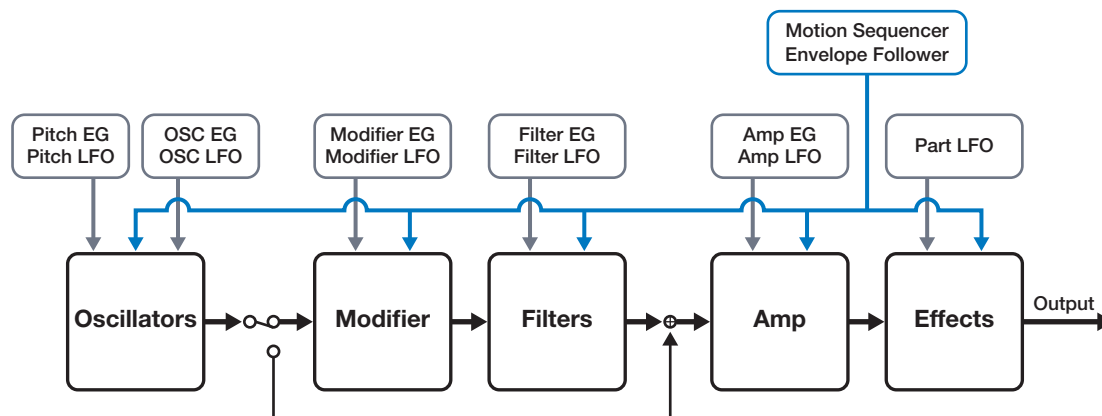 Motion Sequencer
Envelope Follower
Pitch EG
Pitch LFO
OSC EG
OSC LFO
Modifier EG
Modifier LFO
Filter EG
Filter LFO
Amp EG
Amp LFO
Part LFO
Oscillators
Modifier
Filters
Amp
Effects
Output